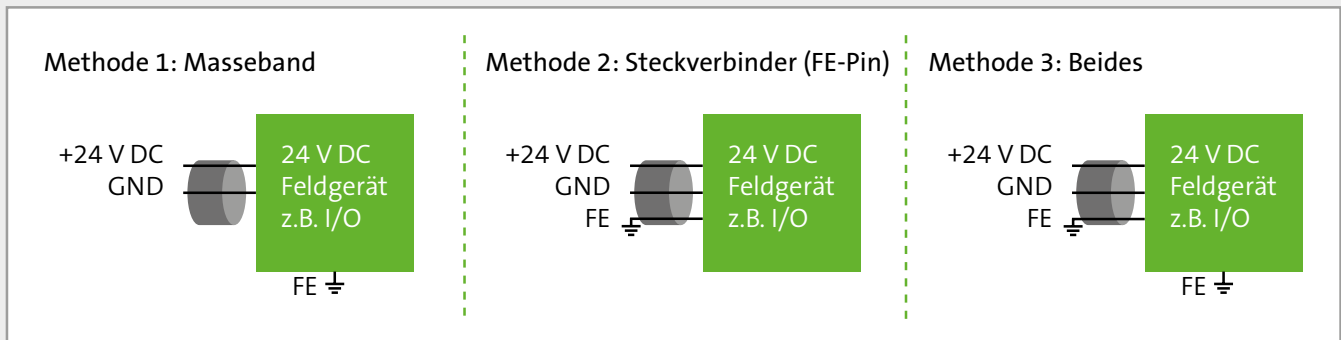 Methode 1: Masseband
+24 V DC
GND
24 V DC
Feldgerät
z.B. I/O
FE
Methode 2: Steckverbinder (FE-Pin)
+24 V DC
GND
FE
24 V DC
Feldgerät
z.B. I/O
Methode 3: Beides
+24 V DC
GND
FE
24 V DC
Feldgerät
z.B. I/O
FE